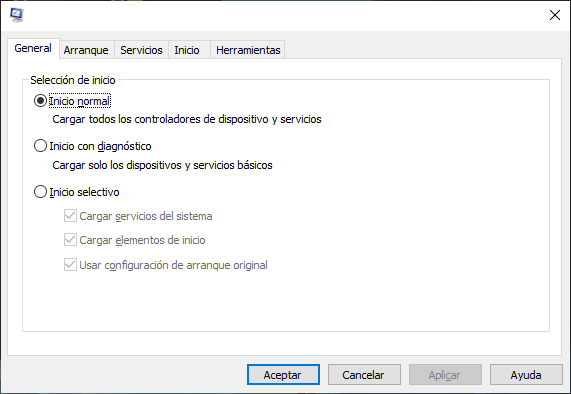 General Arranque Servicios Inicio Herramientas
Selección de inicio
Inicio normal
Cargar todos los controladores de dispositivo y servicios
Inicio con diagnóstico
Cargar solo los dispositivos y servicios básicos
Inicio selectivo
Cargar servicios del sistema
Cargar elementos de inicio
Usar configuración de arranque original
Aceptar Cancelar Aplicar Ayuda